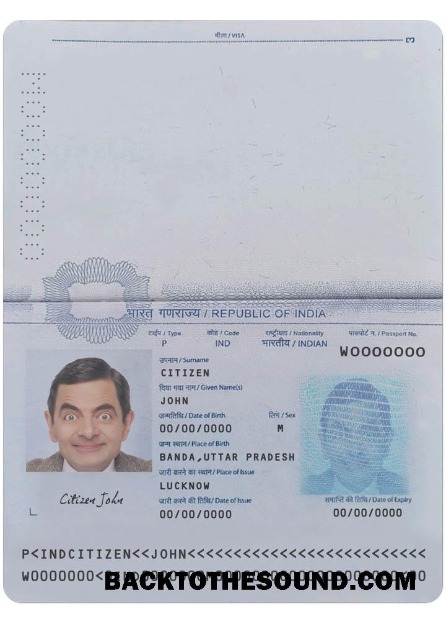 वीज़ा / VISA
3
भारत गणराज्य / REPUBLIC OF INDIA
टाईप / Type कोड / Code राष्ट्रीयता / Nationality पासपोर्ट न. / Passport No.
P IND भारतीय / INDIAN W0000000
उपनाम / Surname
CITIZEN
दिया गया नाम / Given Name(s)
JOHN
जन्मतिथि / Date of Birth लिंग / Sex
00/00/0000 M
जन्म स्थान / Place of Birth
BANDA,UTTAR PRADESH
जारी करने का स्थान / Place of Issue
LUCKNOW
जारी करने की तिथि / Date of Issue समाप्ति की तिथि / Date of Expiry
00/00/0000 00/00/0000
Citizen John
P<INDCITIZEN<<JOHN<<<<<<<<<<<<<<<<<<<<<<<<<<
W0000000<
BACKTOTHESOUND.COM